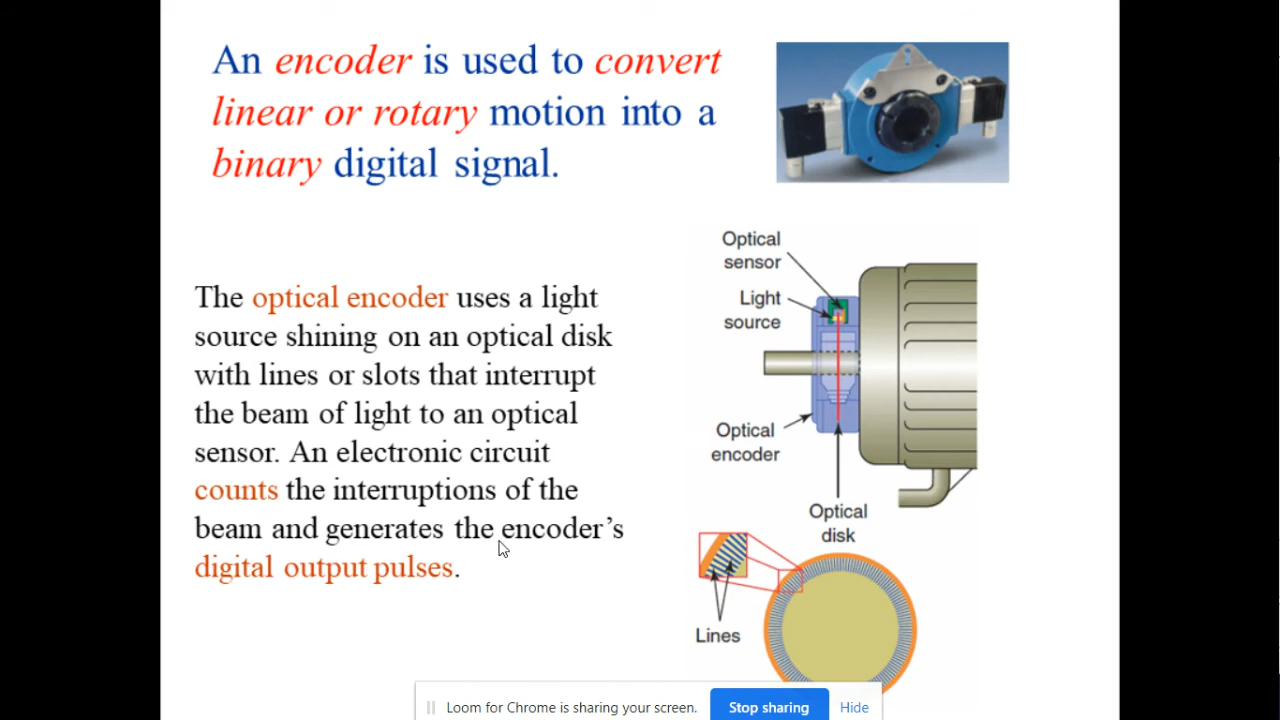 An encoder is used to convert
linear or rotary motion into a
binary digital signal.
The optical encoder uses a light
source shining on an optical disk
with lines or slots that interrupt
the beam of light to an optical
sensor. An electronic circuit
counts the interruptions of the
beam and generates the encoder’s
digital output pulses.
Optical
sensor
Light
source
Optical
encoder
Optical
disk
Lines
Loom for Chrome is sharing your screen.
Stop sharing
Hide